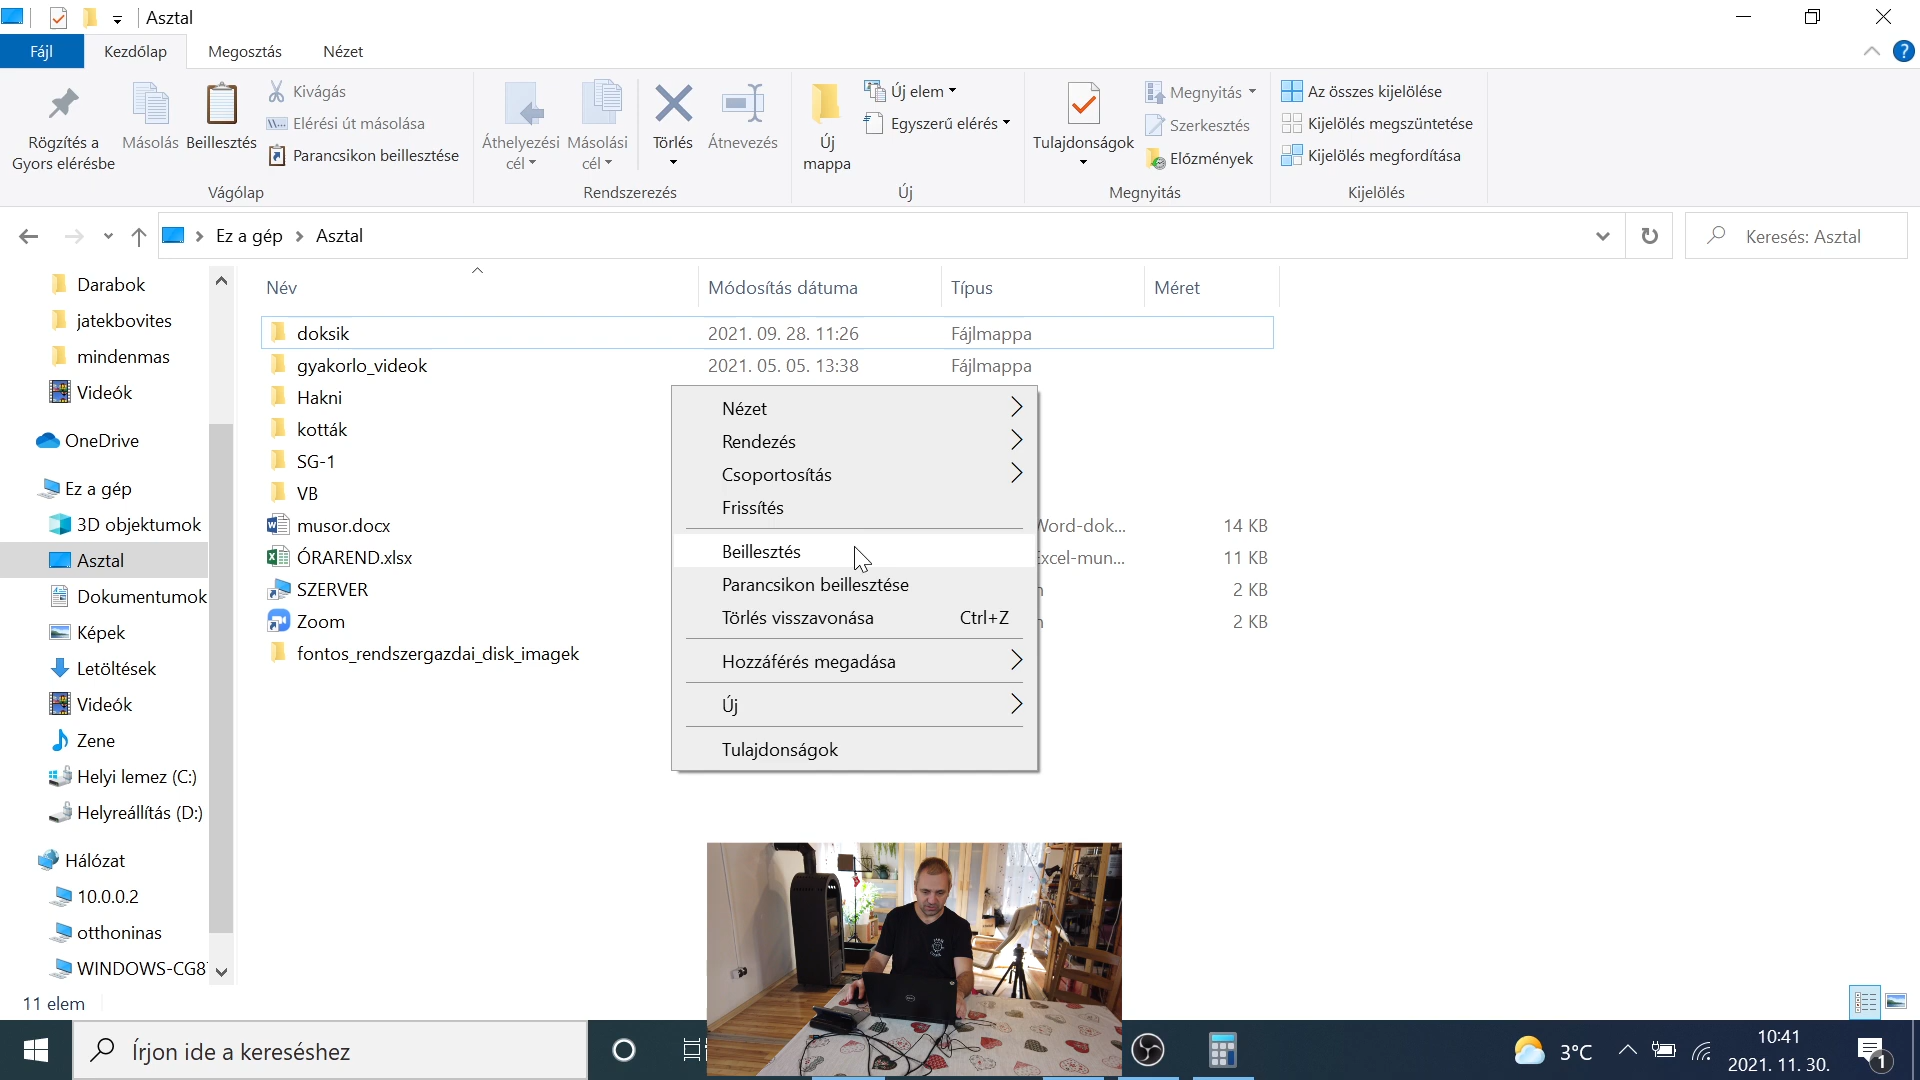 Asztal
Fájl
Kezdőlap
Megosztás
Nézet
?
Rögzítés a
Gyors elérésbe
Másolás
Beillesztés
Kivágás
Elérési út másolása
Parancsikon beillesztése
Vágólap
Áthelyezési
cél
Másolási
cél
Törlés
Átnevezés
Rendszerezés
Új
mappa
Új elem
Egyszerű elérés
Új
Tulajdonságok
Megnyitás
Szerkesztés
Előzmények
Megnyitás
Az összes kijelölése
Kijelölés megszüntetése
Kijelölés megfordítása
Kijelölés
Ez a gép
Asztal
Keresés: Asztal
Darabok
jatekbovites
mindenmas
Videók
OneDrive
Ez a gép
3D objektumok
Asztal
Dokumentumok
Képek
Letöltések
Videók
Zene
Helyi lemez (C:)
Helyreállítás (D:)
Hálózat
10.0.0.2
otthoninas
WINDOWS-CG8
Név
Módosítás dátuma
Típus
Méret
doksik 2021. 09. 28. 11:26 Fájlmappa
gyakorlo_videok 2021. 05. 05. 13:38 Fájlmappa
Hakni
kották
SG-1
VB
musor.docx Word-dok... 14 KB
ÓRAREND.xlsx Excel-mun... 11 KB
SZERVER 2 KB
Zoom 2 KB
fontos_rendszergazdai_disk_imagek
Nézet
Rendezés
Csoportosítás
Frissítés
Beillesztés
Parancsikon beillesztése
Törlés visszavonása Ctrl+Z
Hozzáférés megadása
Új
Tulajdonságok
11 elem
Írjon ide a kereséshez
3°C
10:41
2021. 11. 30.
1